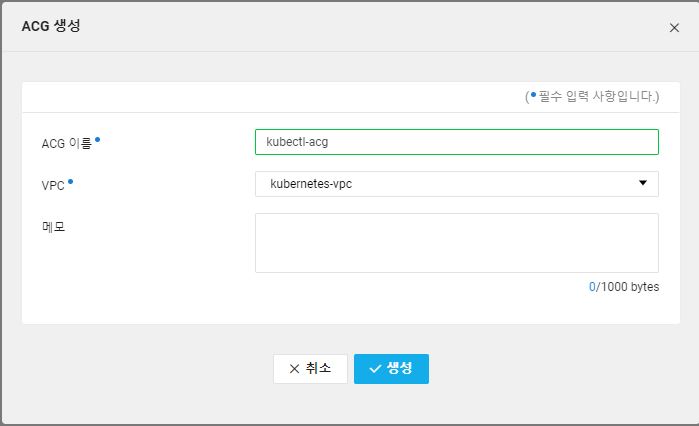 ACG 생성
(•필수 입력 사항입니다.)
ACG 이름•
kubectl-acg
VPC•
kubernetes-vpc
메모
0/1000 bytes
취소
생성